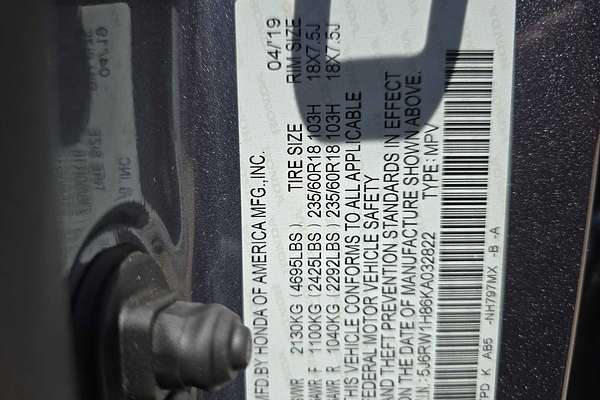 MFD BY HONDA OF AMERICA MFG., INC. 04/'19
GVWR 2130KG (4695LBS) TIRE SIZE RIM SIZE
GAWR F 1100KG (2425LBS) 235/60R18 103H 18X7.5J
GAWR R 1040KG (2292LBS) 235/60R18 103H 18X7.5J
THIS VEHICLE CONFORMS TO ALL APPLICABLE
FEDERAL MOTOR VEHICLE SAFETY
AND THEFT PREVENTION STANDARDS IN EFFECT
ON THE DATE OF MANUFACTURE SHOWN ABOVE.
5J6RW1H86KA032822 TYPE: MPV
PD K A85 -NH797MX -B -A